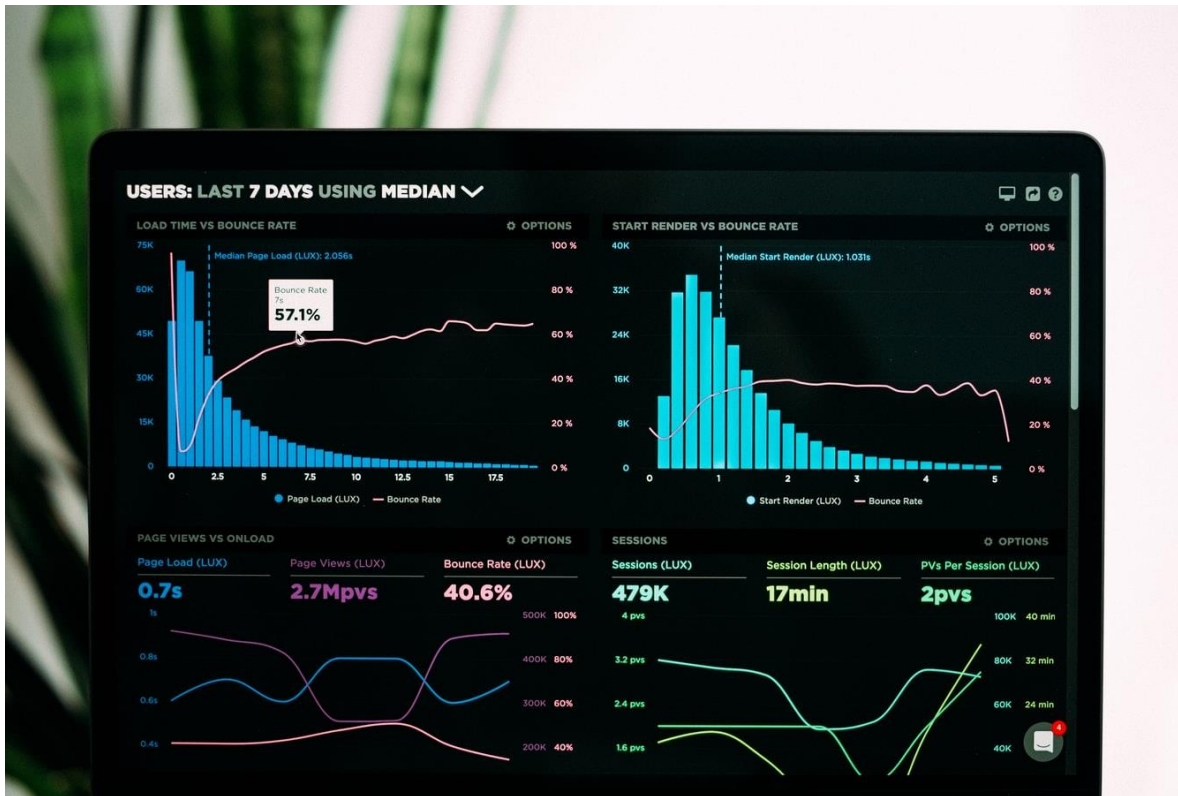 USERS: LAST 7 DAYS USING MEDIAN
LOAD TIME VS BOUNCE RATE
OPTIONS
75K
60K
45K
30K
15K
0
Median Page Load (LUX): 2.056s
Bounce Rate
7s
57.1%
100 %
80 %
60 %
40 %
20 %
0 %
0 2.5 5 7.5 10 12.5 15 17.5
Page Load (LUX) Bounce Rate
START RENDER VS BOUNCE RATE
OPTIONS
40K
32K
24K
16K
8K
0
Median Start Render (LUX): 1.031s
100 %
80 %
60 %
40 %
20 %
0 %
0 1 2 3 4 5
Start Render (LUX) Bounce Rate
PAGE VIEWS VS ONLOAD
OPTIONS
Page Load (LUX) Page Views (LUX) Bounce Rate (LUX)
0.7s 2.7Mpvs 40.6%
1s
0.8s
0.6s
0.4s
500K 100%
400K 80%
300K 60%
200K 40%
SESSIONS
OPTIONS
Sessions (LUX) Session Length (LUX) PVs Per Session (LUX)
479K 17min 2pvs
4 pvs
3.2 pvs
2.4 pvs
1.6 pvs
100K 40 min
80K 32 min
60K 24 min
40K
4